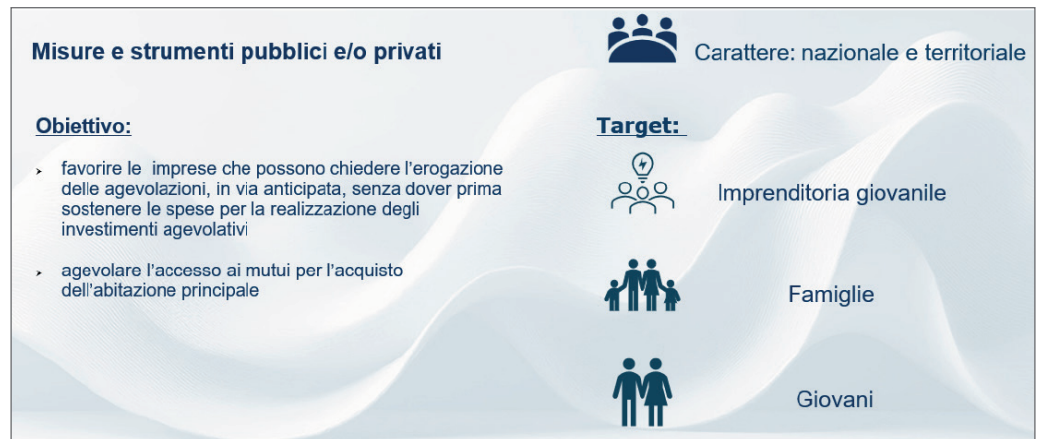 Misure e strumenti pubblici e/o privati
Carattere: nazionale e territoriale
Obiettivo:
favorire le imprese che possono chiedere l'erogazione
delle agevolazioni, in via anticipata, senza dover prima
sostenere le spese per la realizzazione degli
investimenti agevolativi
agevolare l'accesso ai mutui per l'acquisto
dell'abitazione principale
Target:
Imprenditoria giovanile
Famiglie
Giovani